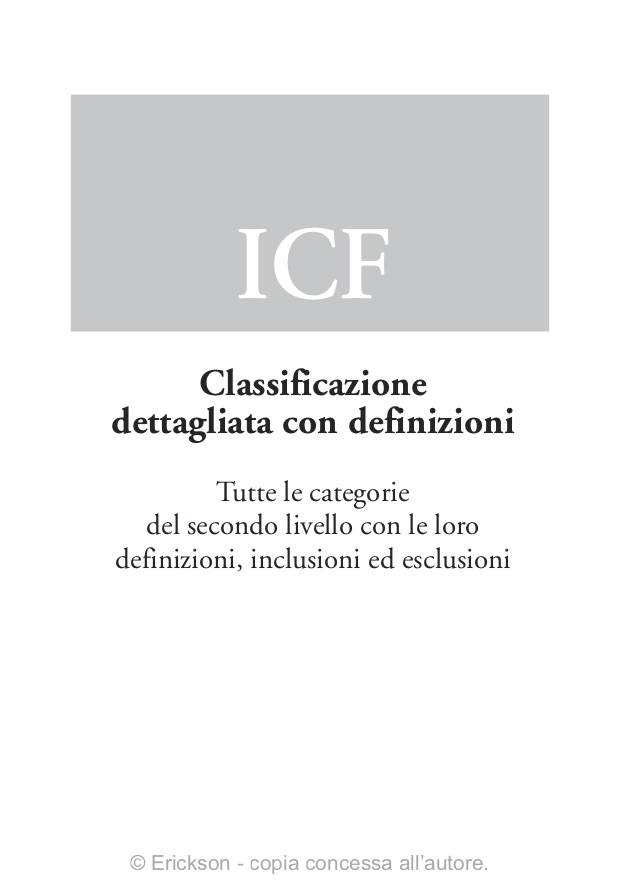 ICF
Classificazione
dettagliata con definizioni
Tutte le categorie
del secondo livello con le loro
definizioni, inclusioni ed esclusioni
© Erickson - copia concessa all'autore.